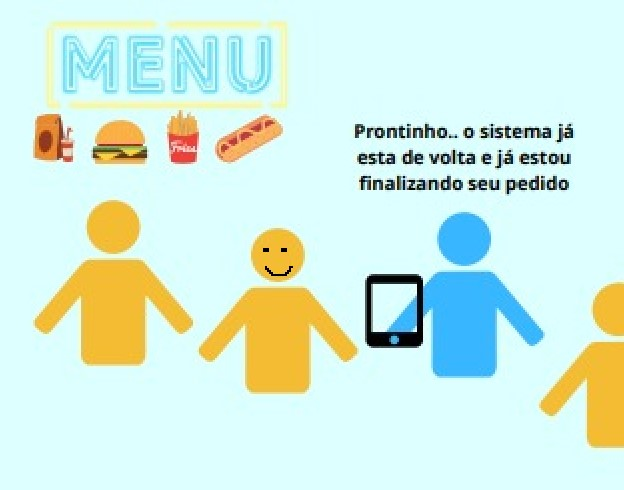 MENU
Fries
Prontinho.. o sistema já
esta de volta e já estou
finalizando seu pedido